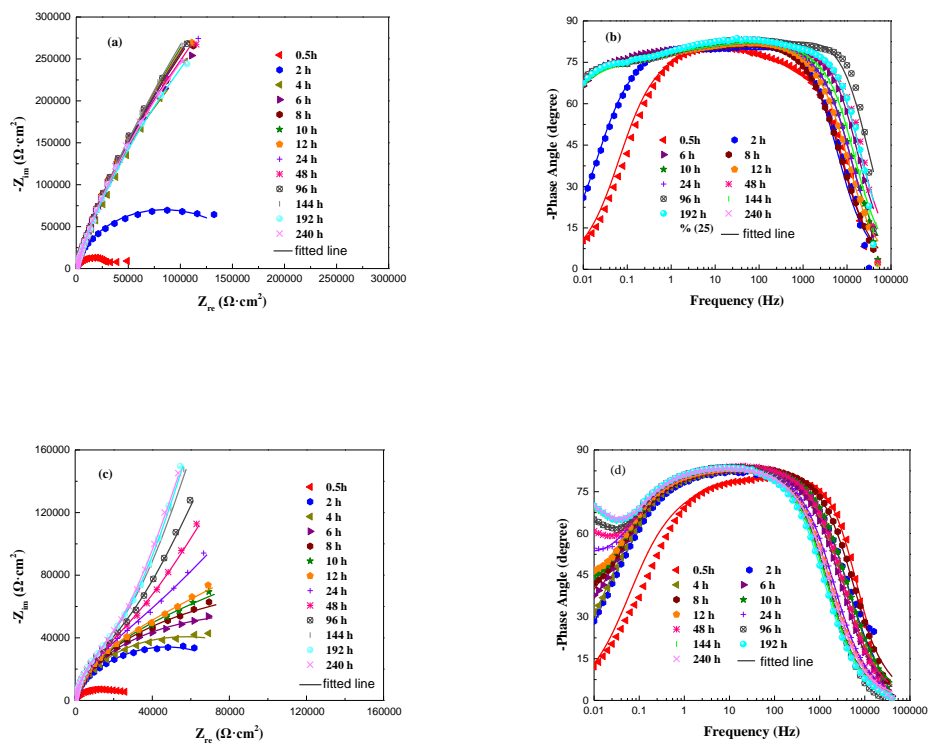 (a)
300000
250000
200000
150000
100000
50000
0
-Z_im (Ω·cm²)
0 50000 100000 150000 200000 250000 300000
Z_re (Ω·cm²)
0.5h
2 h
4 h
6 h
8 h
10 h
12 h
24 h
48 h
96 h
144 h
192 h
240 h
fitted line
(b)
90
75
60
45
30
15
0
-Phase Angle (degree)
0.01 0.1 1 10 100 1000 10000 100000
Frequency (Hz)
0.5h 2 h
6 h 8 h
10 h 12 h
24 h 48 h
96 h 144 h
192 h 240 h
% (25) fitted line
(c)
160000
120000
80000
40000
0
-Z_im (Ω·cm²)
0 40000 80000 120000 160000
Z_re (Ω·cm²)
0.5h
2 h
4 h
6 h
8 h
10 h
12 h
24 h
48 h
96 h
144 h
192 h
240 h
fitted line
(d)
90
75
60
45
30
15
0
-Phase Angle (degree)
0.01 0.1 1 10 100 1000 10000 100000
Frequency (Hz)
0.5h 2 h
4 h 6 h
8 h 10 h
12 h 24 h
48 h 96 h
144 h 192 h
240 h fitted line